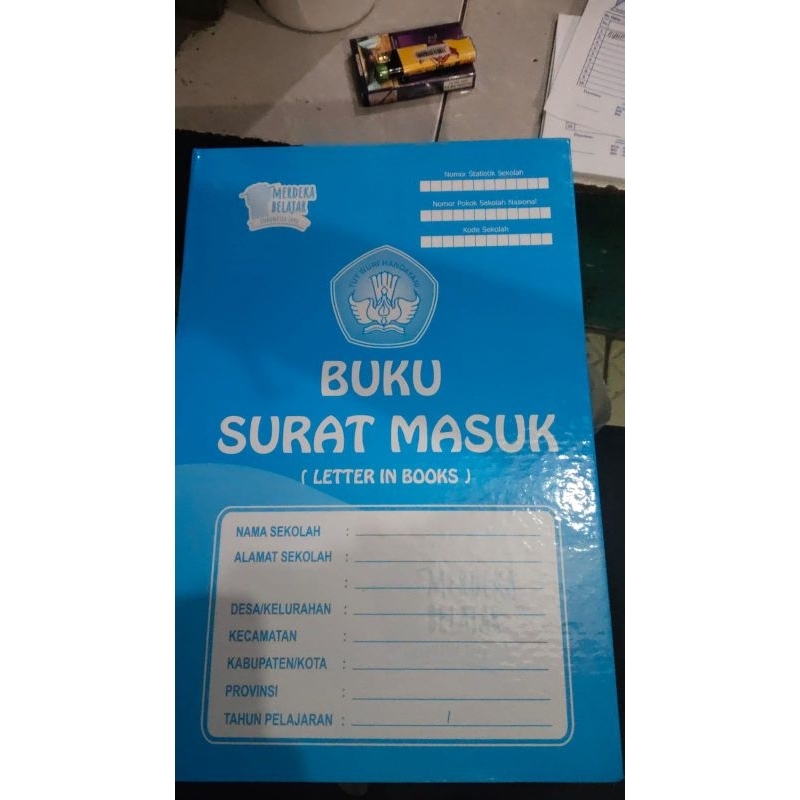 MERDEKA
BELAJAR
Nomor Statistik Sekolah
Nomor Pokok Sekolah Nasional
Kode Sekolah
TUT WURI HANDAYANI
BUKU
SURAT MASUK
( LETTER IN BOOKS )
NAMA SEKOLAH :
ALAMAT SEKOLAH :
:
DESA/KELURAHAN :
KECAMATAN :
KABUPATEN/KOTA :
PROVINSI :
TAHUN PELAJARAN : /